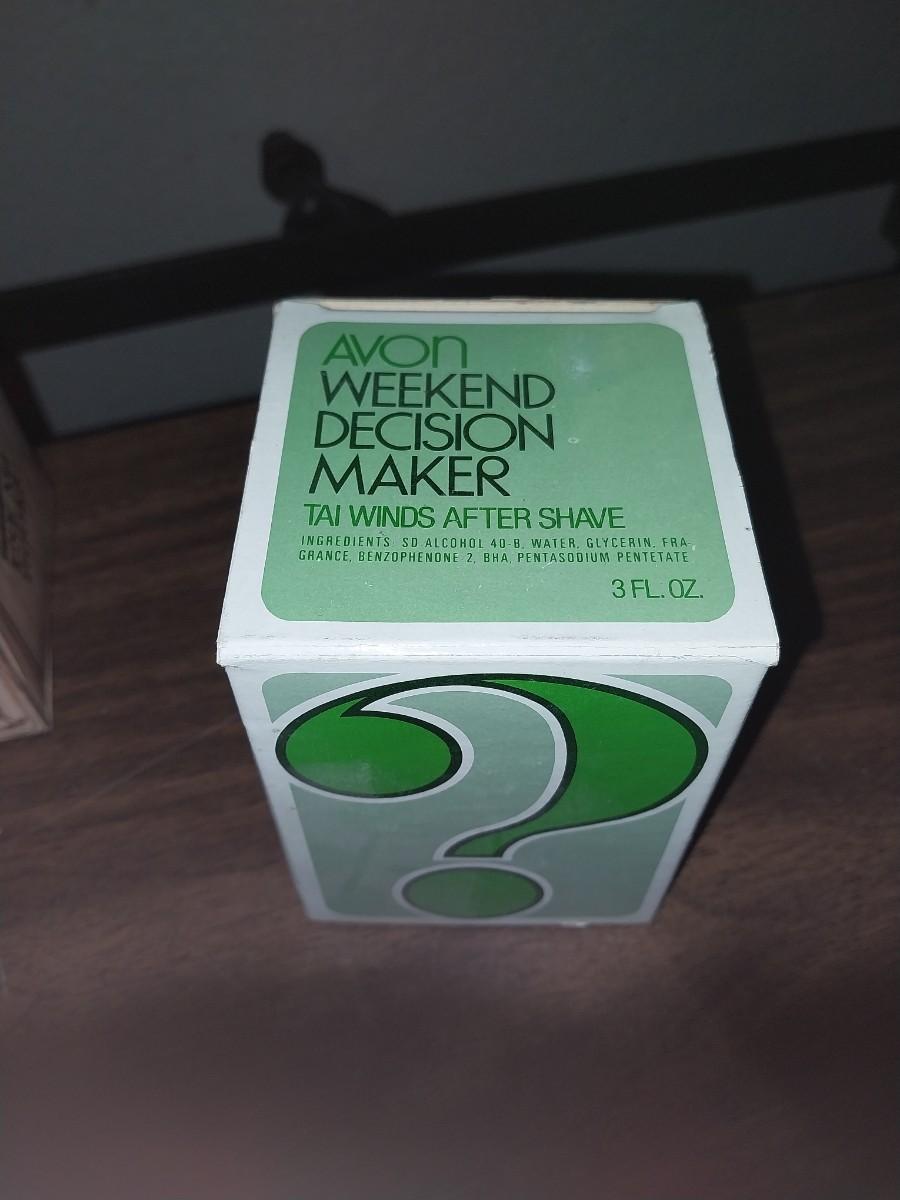 AVON
WEEKEND
DECISION
MAKER
TAI WINDS AFTER SHAVE
INGREDIENTS: SD ALCOHOL 40-B, WATER, GLYCERIN, FRA-
GRANCE, BENZOPHENONE-2, BHA, PENTASODIUM PENTETATE
3 FL. OZ.
?